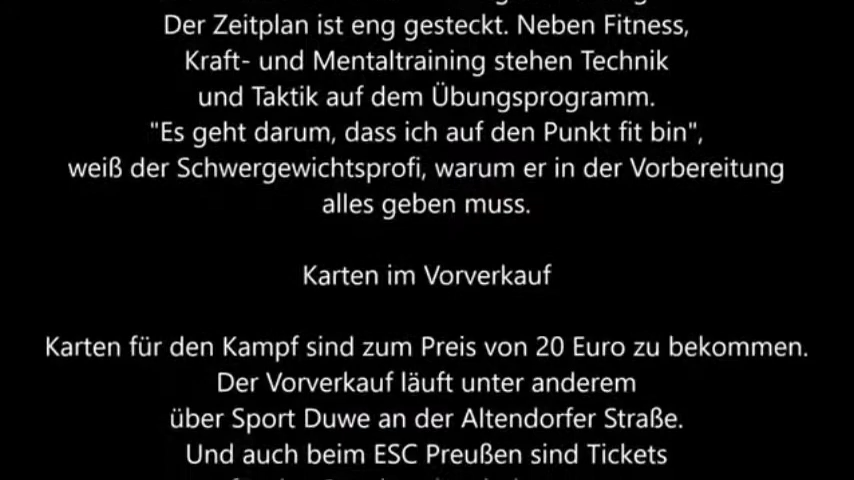 Der Zeitplan ist eng gesteckt. Neben Fitness,
Kraft- und Mentaltraining stehen Technik
und Taktik auf dem Übungsprogramm.
"Es geht darum, dass ich auf den Punkt fit bin",
weiß der Schwergewichtsprofi, warum er in der Vorbereitung
alles geben muss.
Karten im Vorverkauf
Karten für den Kampf sind zum Preis von 20 Euro zu bekommen.
Der Vorverkauf läuft unter anderem
über Sport Duwe an der Altendorfer Straße.
Und auch beim ESC Preußen sind Tickets